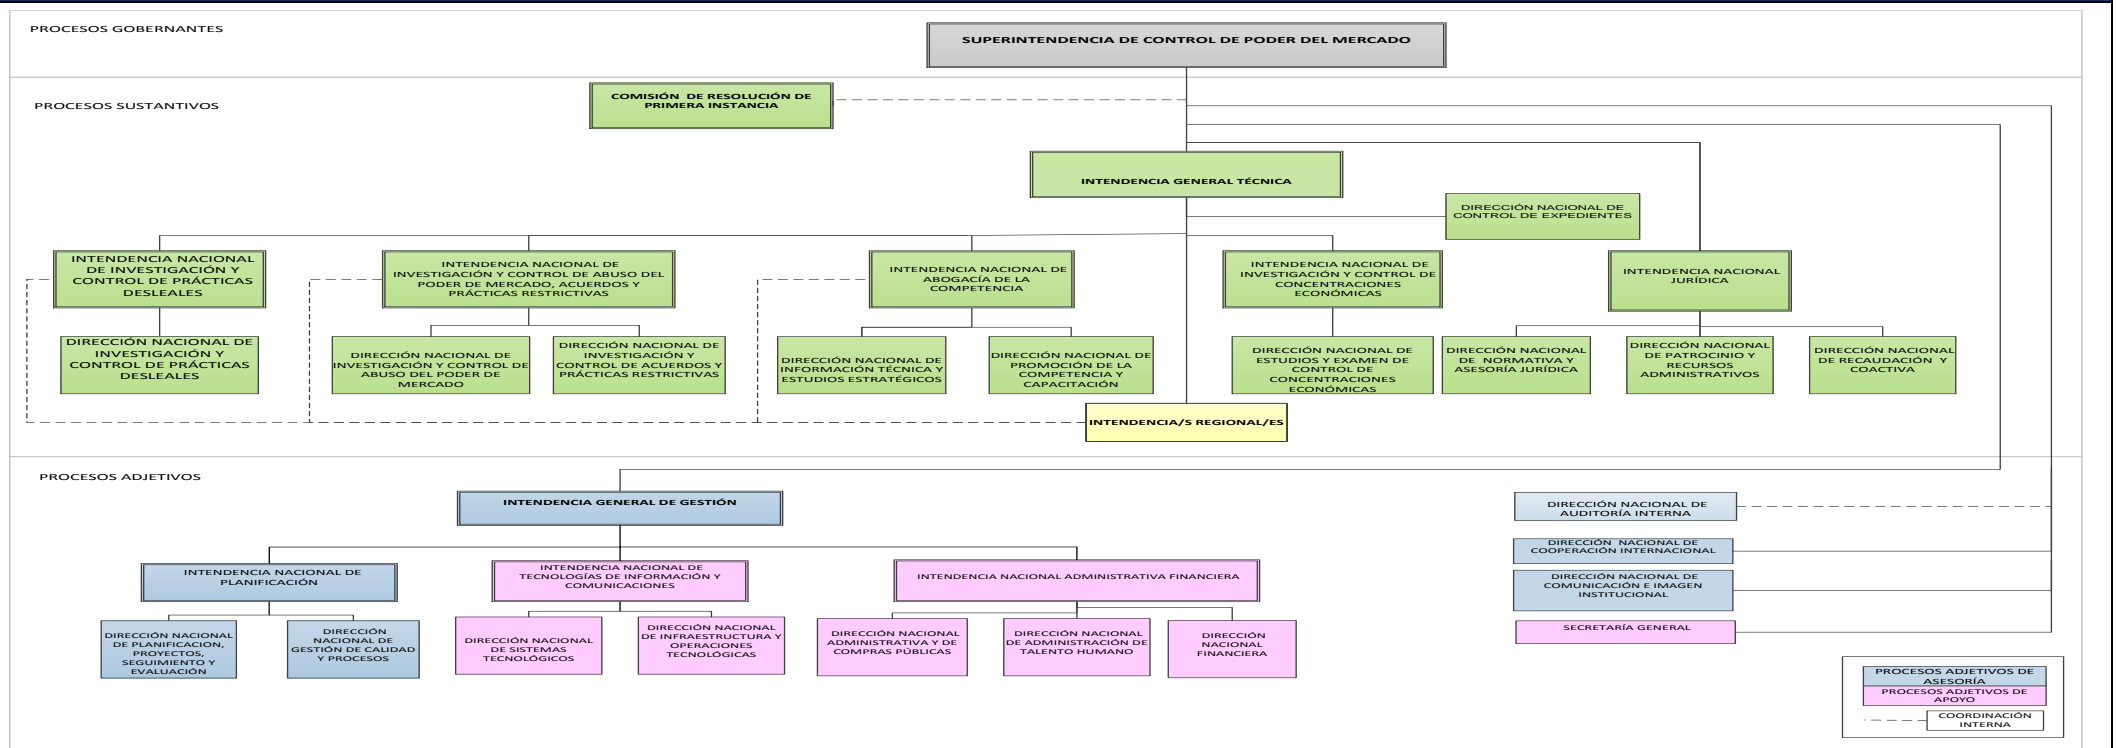 PROCESOS GOBERNANTES
SUPERINTENDENCIA DE CONTROL DE PODER DEL MERCADO
PROCESOS SUSTANTIVOS
COMISIÓN DE RESOLUCIÓN DE
PRIMERA INSTANCIA
INTENDENCIA GENERAL TÉCNICA
DIRECCIÓN NACIONAL DE
CONTROL DE EXPEDIENTES
INTENDENCIA NACIONAL
DE INVESTIGACIÓN Y
CONTROL DE PRÁCTICAS
DESLEALES
INTENDENCIA NACIONAL DE
INVESTIGACIÓN Y CONTROL DE ABUSO DEL
PODER DE MERCADO, ACUERDOS Y
PRÁCTICAS RESTRICTIVAS
INTENDENCIA NACIONAL DE
ABOGACÍA DE LA
COMPETENCIA
INTENDENCIA NACIONAL DE
INVESTIGACIÓN Y CONTROL DE
CONCENTRACIONES
ECONÓMICAS
INTENDENCIA NACIONAL
JURÍDICA
DIRECCIÓN NACIONAL DE
INVESTIGACIÓN Y
CONTROL DE PRÁCTICAS
DESLEALES
DIRECCIÓN NACIONAL DE
INVESTIGACIÓN Y CONTROL DE
ABUSO DEL PODER DE
MERCADO
DIRECCIÓN NACIONAL DE
INVESTIGACIÓN Y
CONTROL DE ACUERDOS Y
PRÁCTICAS RESTRICTIVAS
DIRECCIÓN NACIONAL DE
INFORMACIÓN TÉCNICA Y
ESTUDIOS ESTRATÉGICOS
DIRECCIÓN NACIONAL DE
PROMOCIÓN DE LA
COMPETENCIA Y
CAPACITACIÓN
DIRECCIÓN NACIONAL DE
ESTUDIOS Y EXAMEN DE
CONTROL DE
CONCENTRACIONES
ECONÓMICAS
DIRECCIÓN NACIONAL
DE NORMATIVA Y
ASESORÍA JURÍDICA
DIRECCIÓN NACIONAL
DE PATROCINIO Y
RECURSOS
ADMINISTRATIVOS
DIRECCIÓN NACIONAL
DE RECAUDACIÓN Y
COACTIVA
INTENDENCIA/S REGIONAL/ES
PROCESOS ADJETIVOS
INTENDENCIA GENERAL DE GESTIÓN
INTENDENCIA NACIONAL DE
PLANIFICACIÓN
INTENDENCIA NACIONAL DE
TECNOLOGÍAS DE INFORMACIÓN Y
COMUNICACIONES
INTENDENCIA NACIONAL ADMINISTRATIVA FINANCIERA
DIRECCIÓN NACIONAL
DE PLANIFICACION,
PROYECTOS,
SEGUIMIENTO Y
EVALUACIÓN
DIRECCIÓN
NACIONAL DE
GESTIÓN DE CALIDAD
Y PROCESOS
DIRECCIÓN NACIONAL
DE SISTEMAS
TECNOLÓGICOS
DIRECCIÓN NACIONAL
DE INFRAESTRUCTURA Y
OPERACIONES
TECNOLÓGICAS
DIRECCIÓN NACIONAL
ADMINISTRATIVA Y DE
COMPRAS PÚBLICAS
DIRECCIÓN NACIONAL
DE ADMINISTRACIÓN DE
TALENTO HUMANO
DIRECCIÓN
NACIONAL
FINANCIERA
DIRECCIÓN NACIONAL DE
AUDITORÍA INTERNA
DIRECCIÓN NACIONAL DE
COOPERACIÓN INTERNACIONAL
DIRECCIÓN NACIONAL DE
COMUNICACIÓN E IMAGEN
INSTITUCIONAL
SECRETARÍA GENERAL
PROCESOS ADJETIVOS DE
ASESORÍA
PROCESOS ADJETIVOS DE
APOYO
COORDINACIÓN
INTERNA